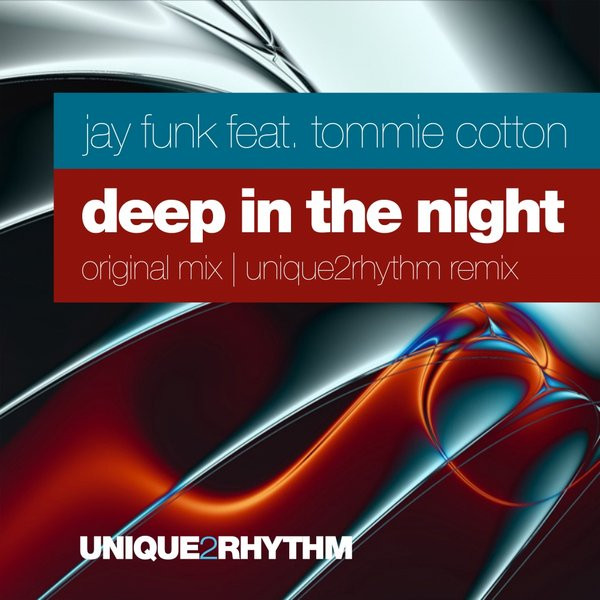 jay funk feat. tommie cotton
deep in the night
original mix | unique2rhythm remix
UNIQUE2RHYTHM